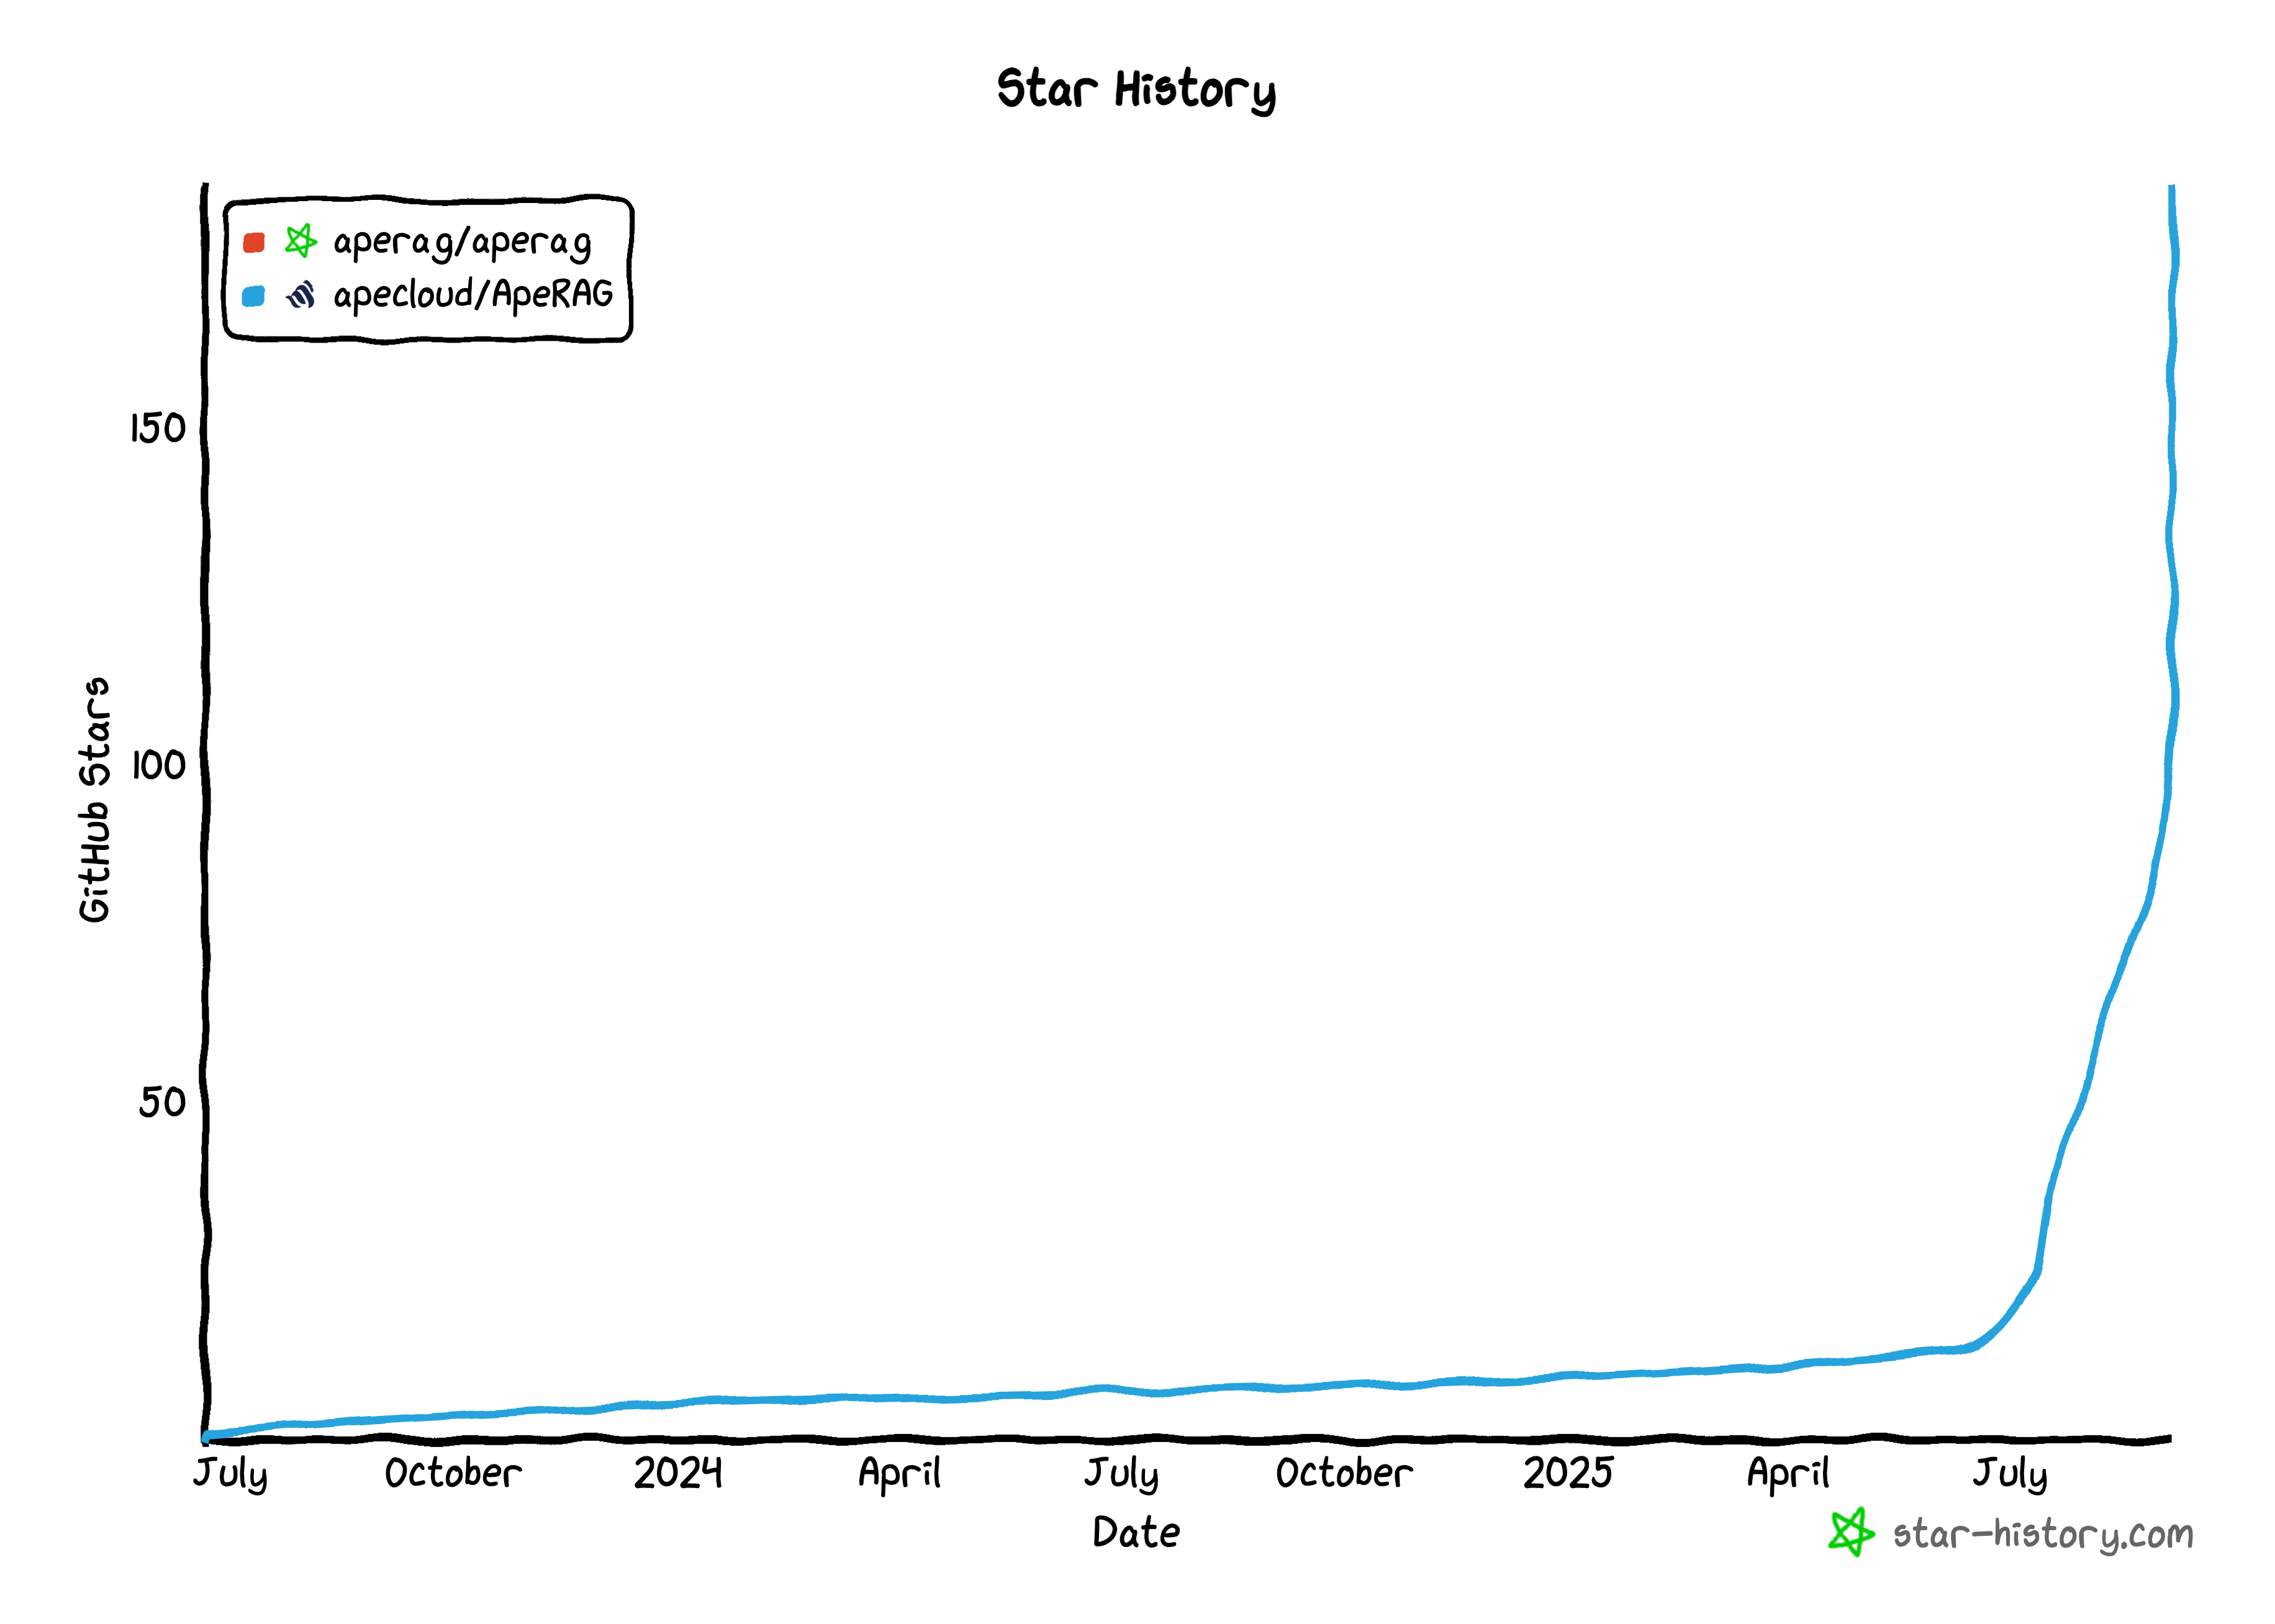 Star History
aperag/aperag
apecloud/ApeRAG
150
100
50
GitHub Stars
July October 2024 April July October 2025 April July
Date
star-history.com